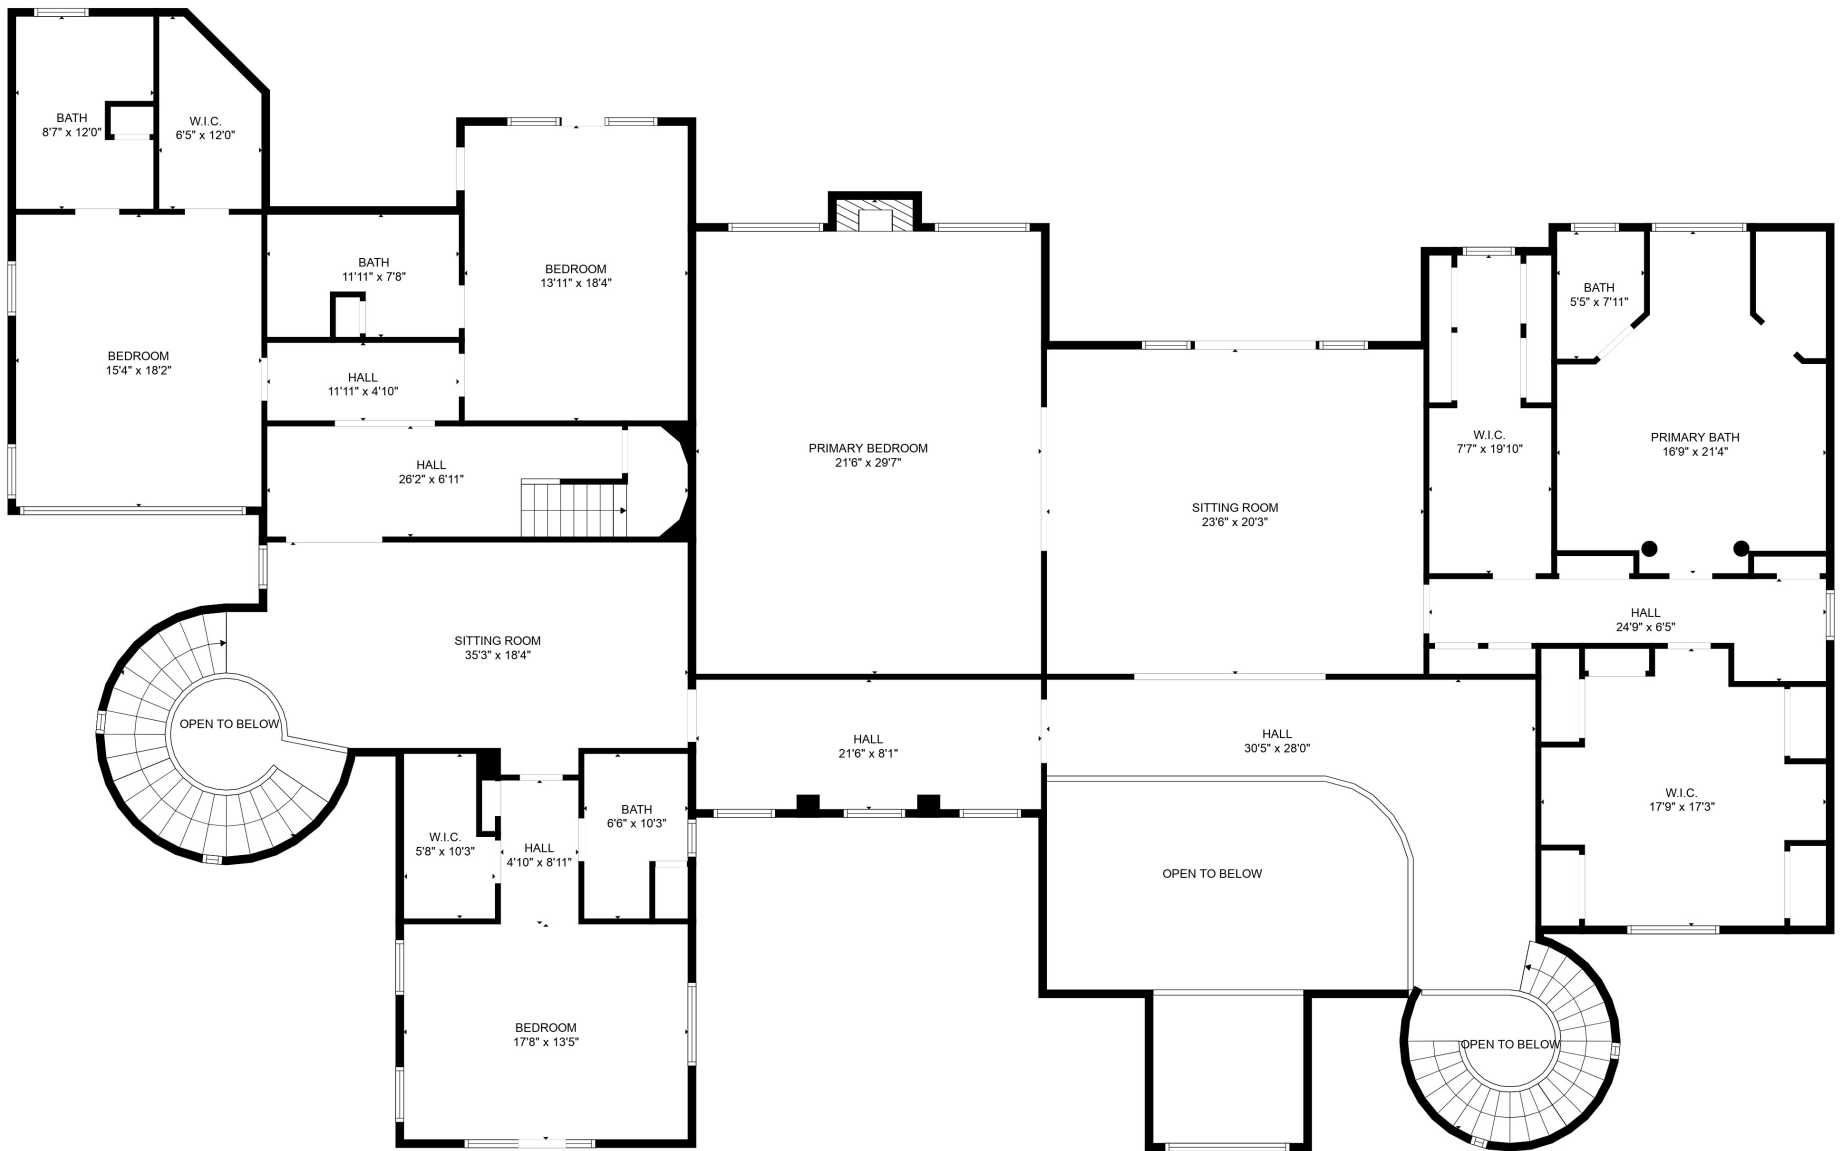 BATH
8'7" x 12'0"
W.I.C.
6'5" x 12'0"
BATH
11'11" x 7'8"
BEDROOM
13'11" x 18'4"
BATH
5'5" x 7'11"
BEDROOM
15'4" x 18'2"
HALL
11'11" x 4'10"
PRIMARY BEDROOM
21'6" x 29'7"
W.I.C.
7'7" x 19'10"
PRIMARY BATH
16'9" x 21'4"
HALL
26'2" x 6'11"
SITTING ROOM
23'6" x 20'3"
HALL
24'9" x 6'5"
SITTING ROOM
35'3" x 18'4"
OPEN TO BELOW
HALL
21'6" x 8'1"
HALL
30'5" x 28'0"
W.I.C.
17'9" x 17'3"
BATH
6'6" x 10'3"
W.I.C.
5'8" x 10'3"
HALL
4'10" x 8'11"
OPEN TO BELOW
BEDROOM
17'8" x 13'5"
OPEN TO BELOW